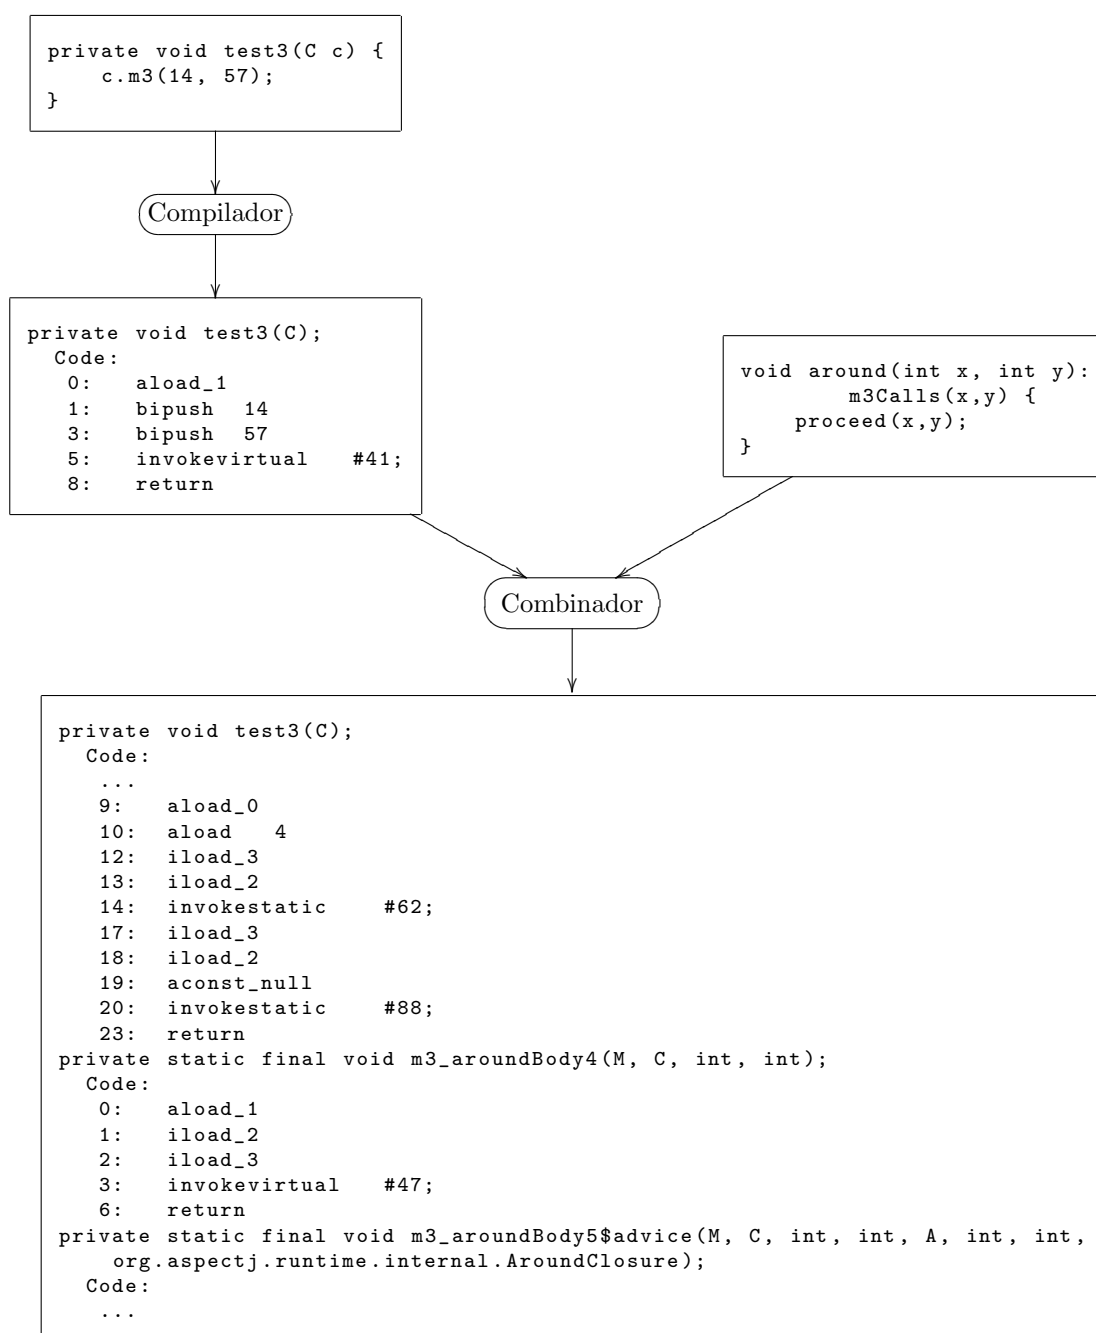 private void test3(C c) {
    c.m3(14, 57);
}
Compilador
private void test3(C);
  Code:
   0:   aload_1
   1:   bipush  14
   3:   bipush  57
   5:   invokevirtual   #41;
   8:   return
void around(int x, int y):
        m3Calls(x,y) {
    proceed(x,y);
}
Combinador
private void test3(C);
  Code:
   ...
   9:   aload_0
   10:  aload   4
   12:  iload_3
   13:  iload_2
   14:  invokestatic    #62;
   17:  iload_3
   18:  iload_2
   19:  aconst_null
   20:  invokestatic    #88;
   23:  return
private static final void m3_aroundBody4(M, C, int, int);
  Code:
   0:   aload_1
   1:   iload_2
   2:   iload_3
   3:   invokevirtual   #47;
   6:   return
private static final void m3_aroundBody5$advice(M, C, int, int, A, int, int,
    org.aspectj.runtime.internal.AroundClosure);
  Code:
   ...